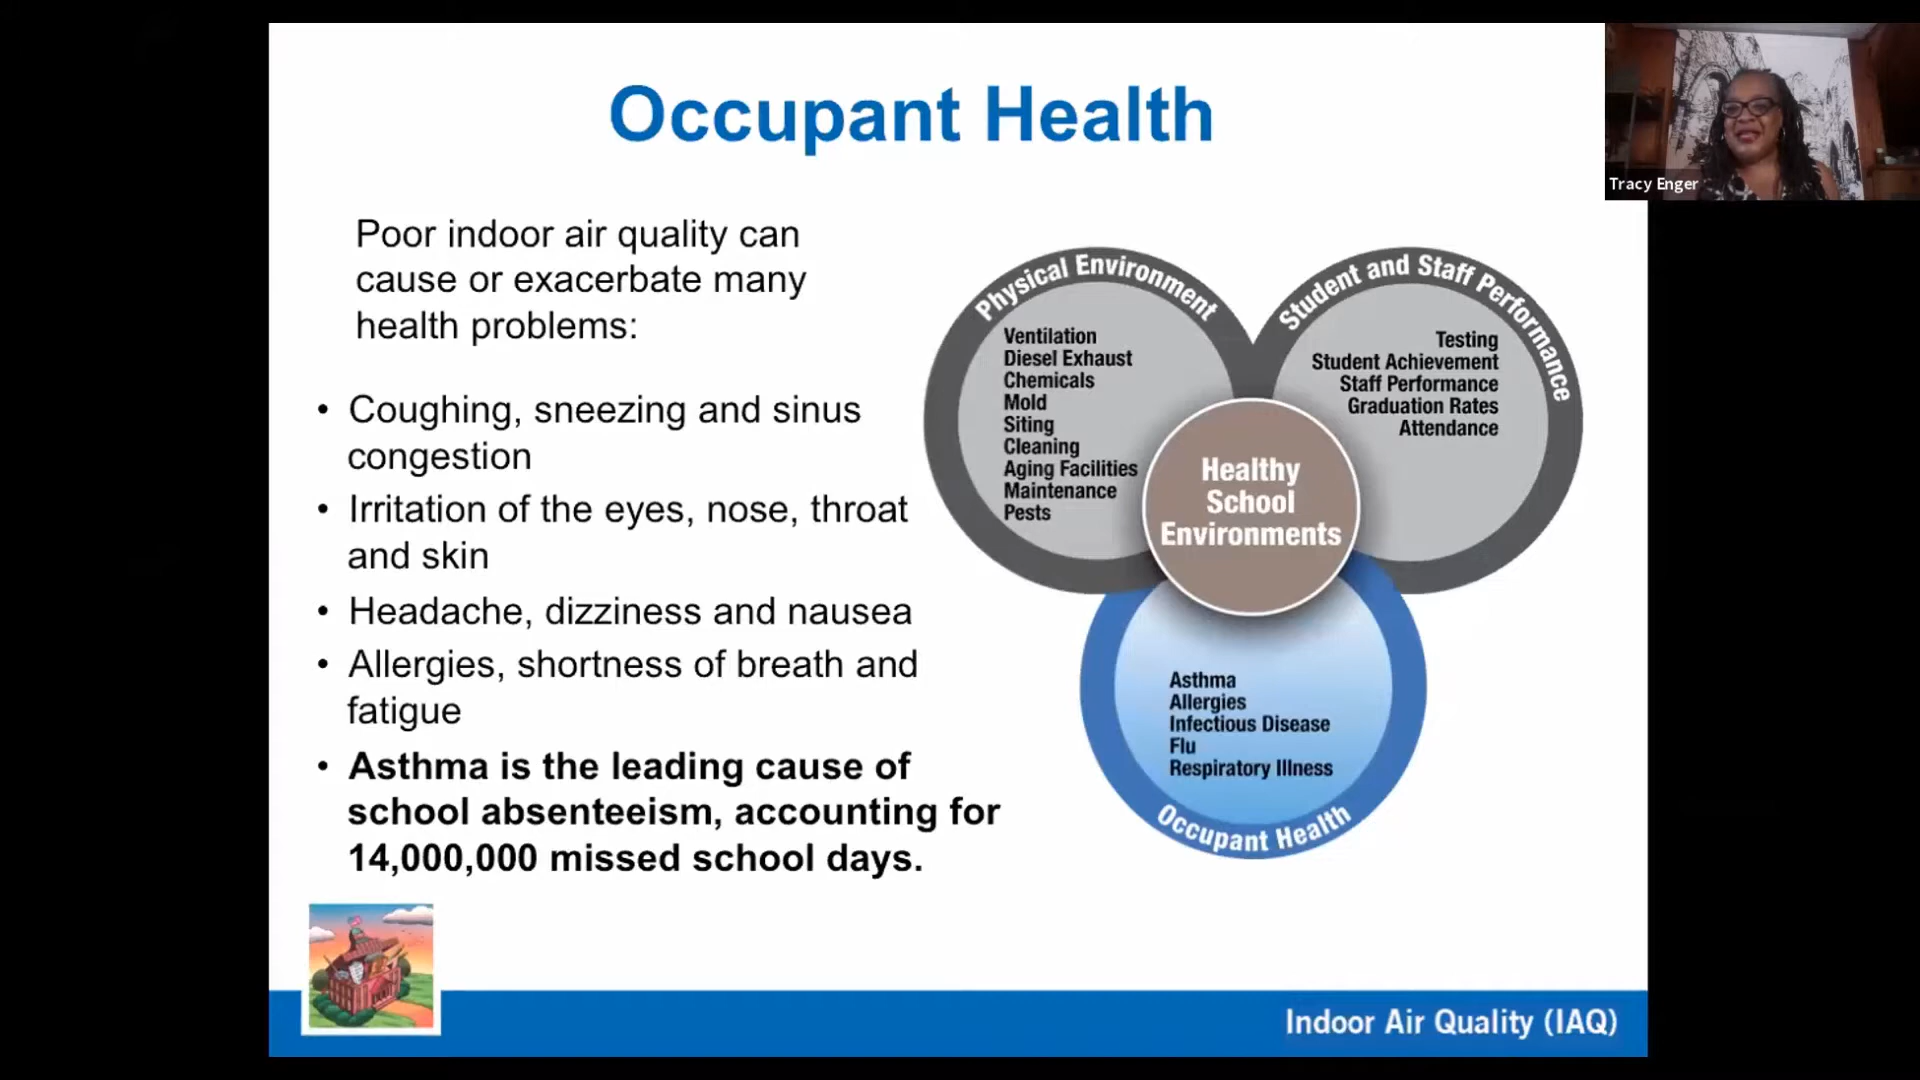 Occupant Health
Tracy Enger
Poor indoor air quality can
cause or exacerbate many
health problems:
• Coughing, sneezing and sinus
congestion
• Irritation of the eyes, nose, throat
and skin
• Headache, dizziness and nausea
• Allergies, shortness of breath and
fatigue
• Asthma is the leading cause of
school absenteeism, accounting for
14,000,000 missed school days.
Physical Environment
Ventilation
Diesel Exhaust
Chemicals
Mold
Siting
Cleaning
Aging Facilities
Maintenance
Pests
Student and Staff Performance
Testing
Student Achievement
Staff Performance
Graduation Rates
Attendance
Healthy
School
Environments
Asthma
Allergies
Infectious Disease
Flu
Respiratory Illness
Occupant Health
Indoor Air Quality (IAQ)